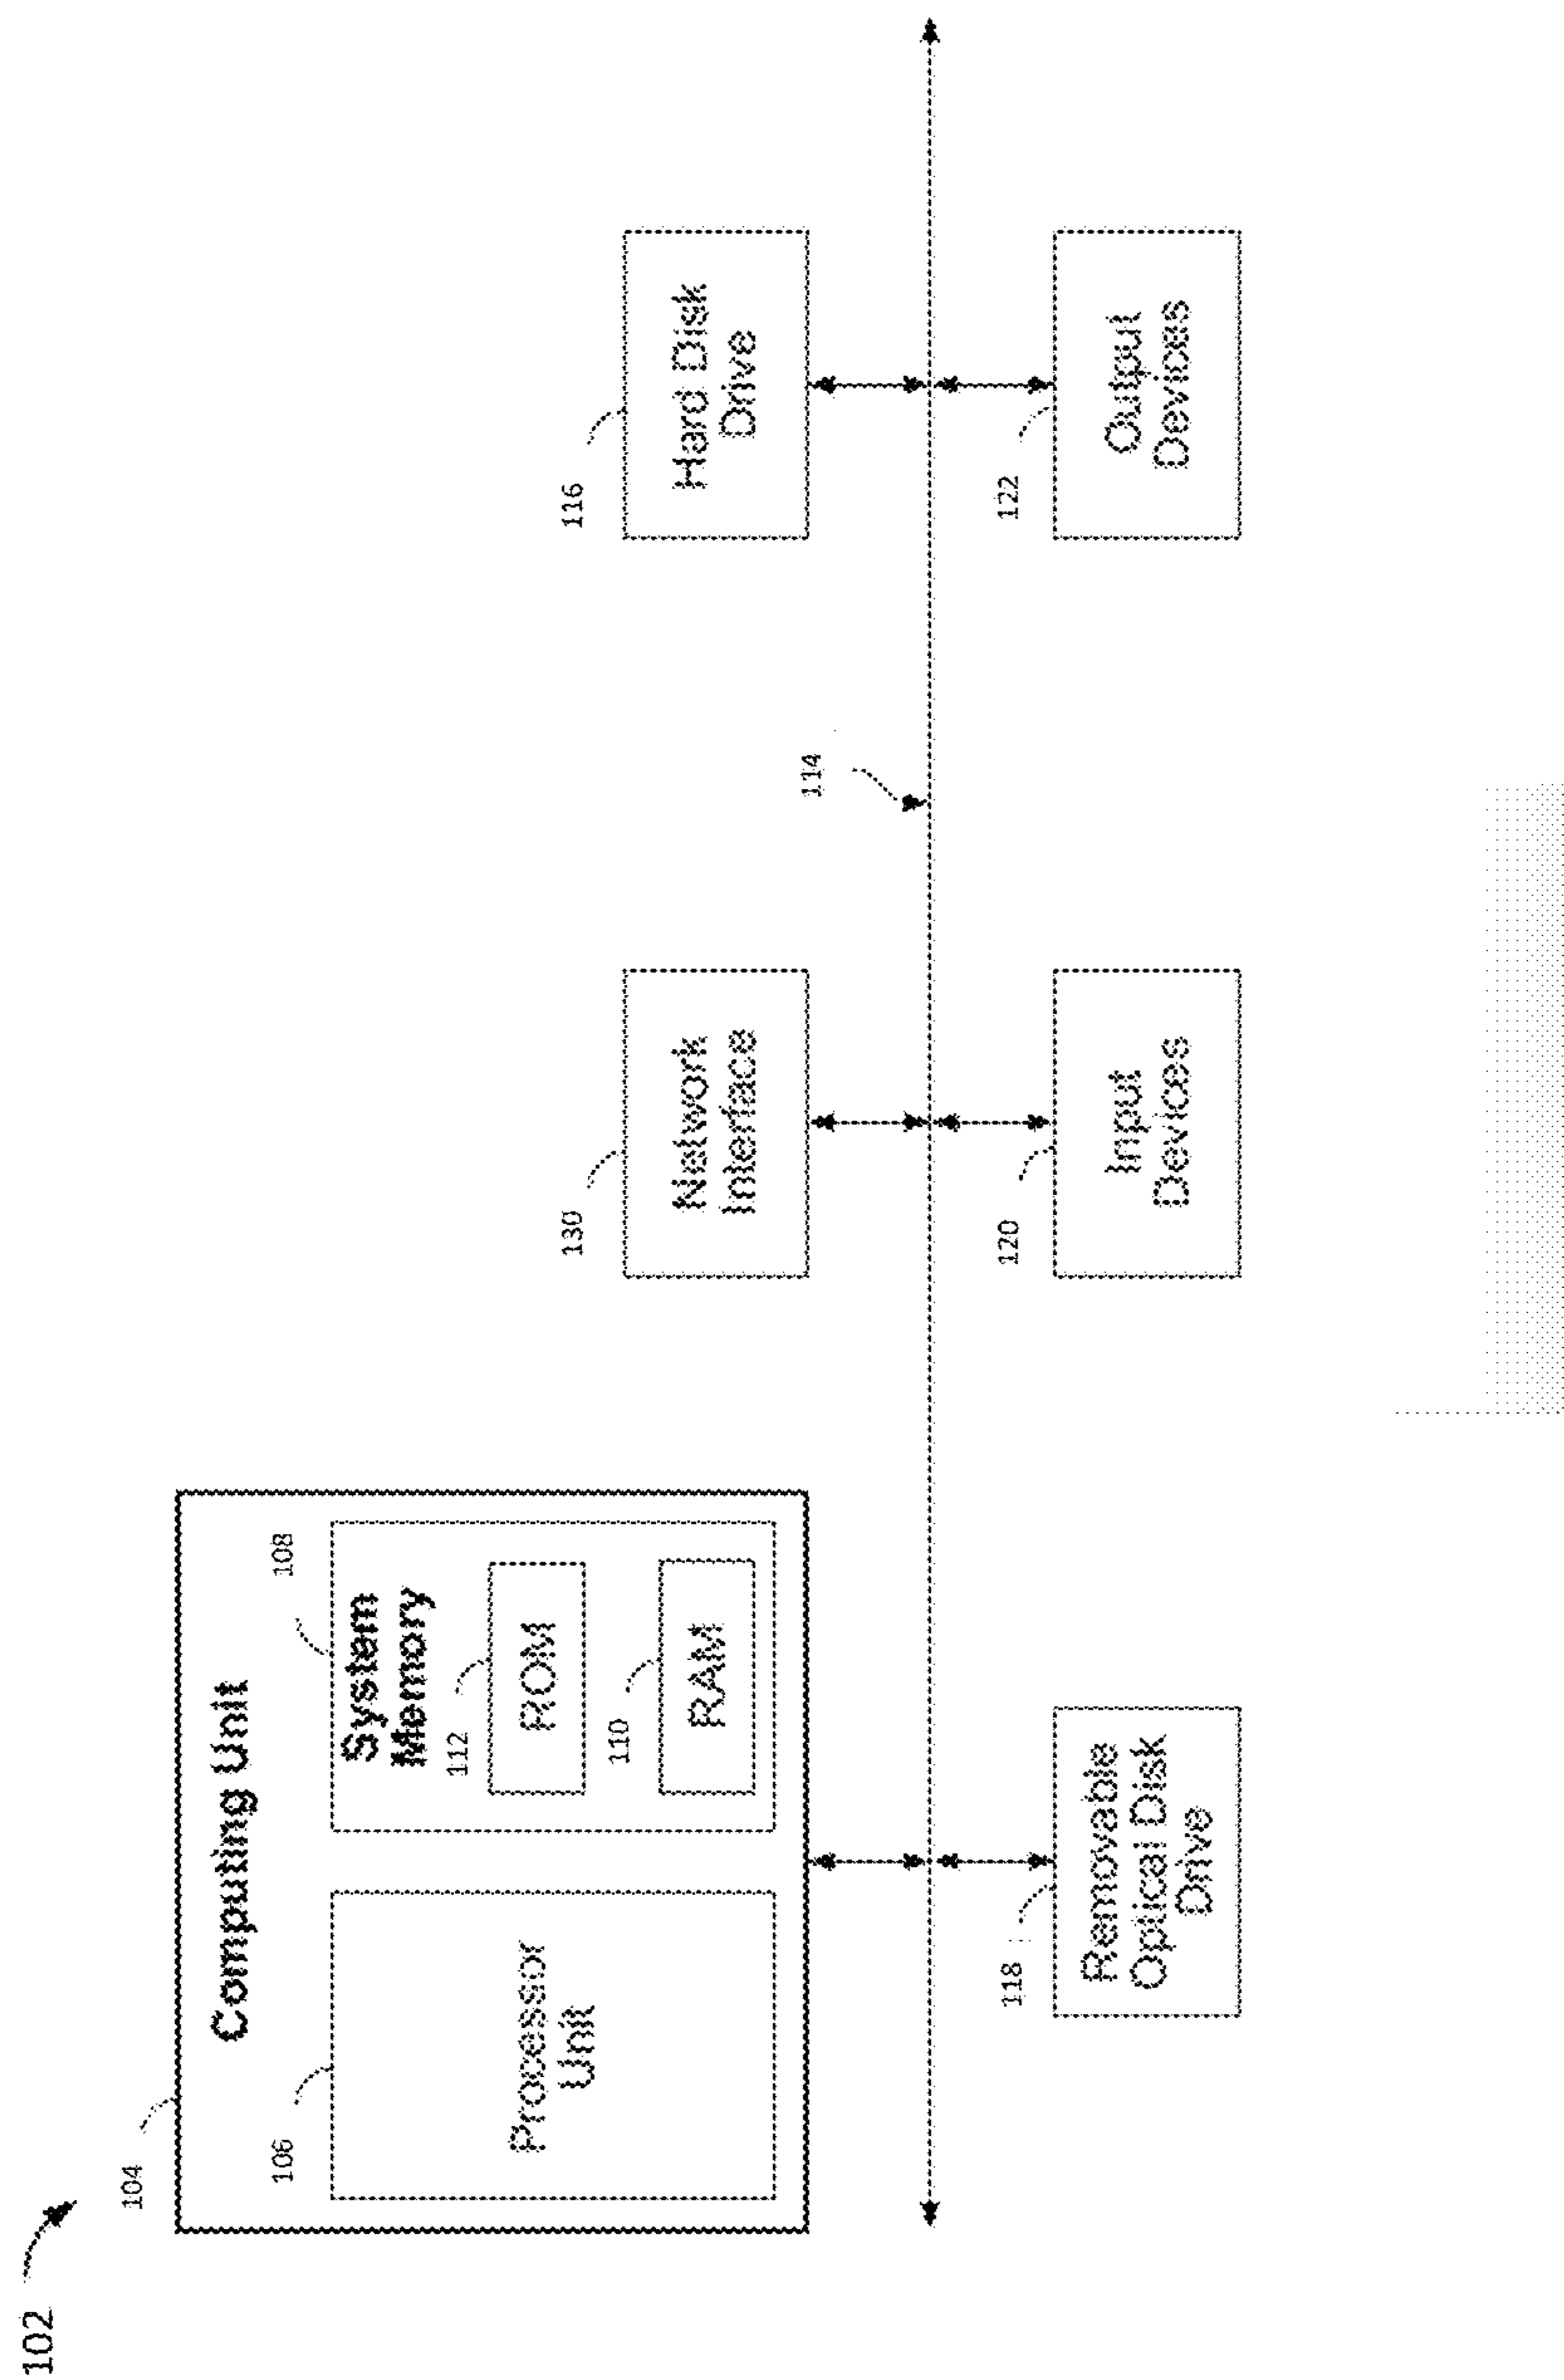 102
104
Computing Unit
106
Processor
Unit
108
System
Memory
112
ROM
110
RAM
130
Network
Interface
116
Hard Disk
Drive
114
118
Removable
Optical Disk
Drive
120
Input
Devices
122
Output
Devices